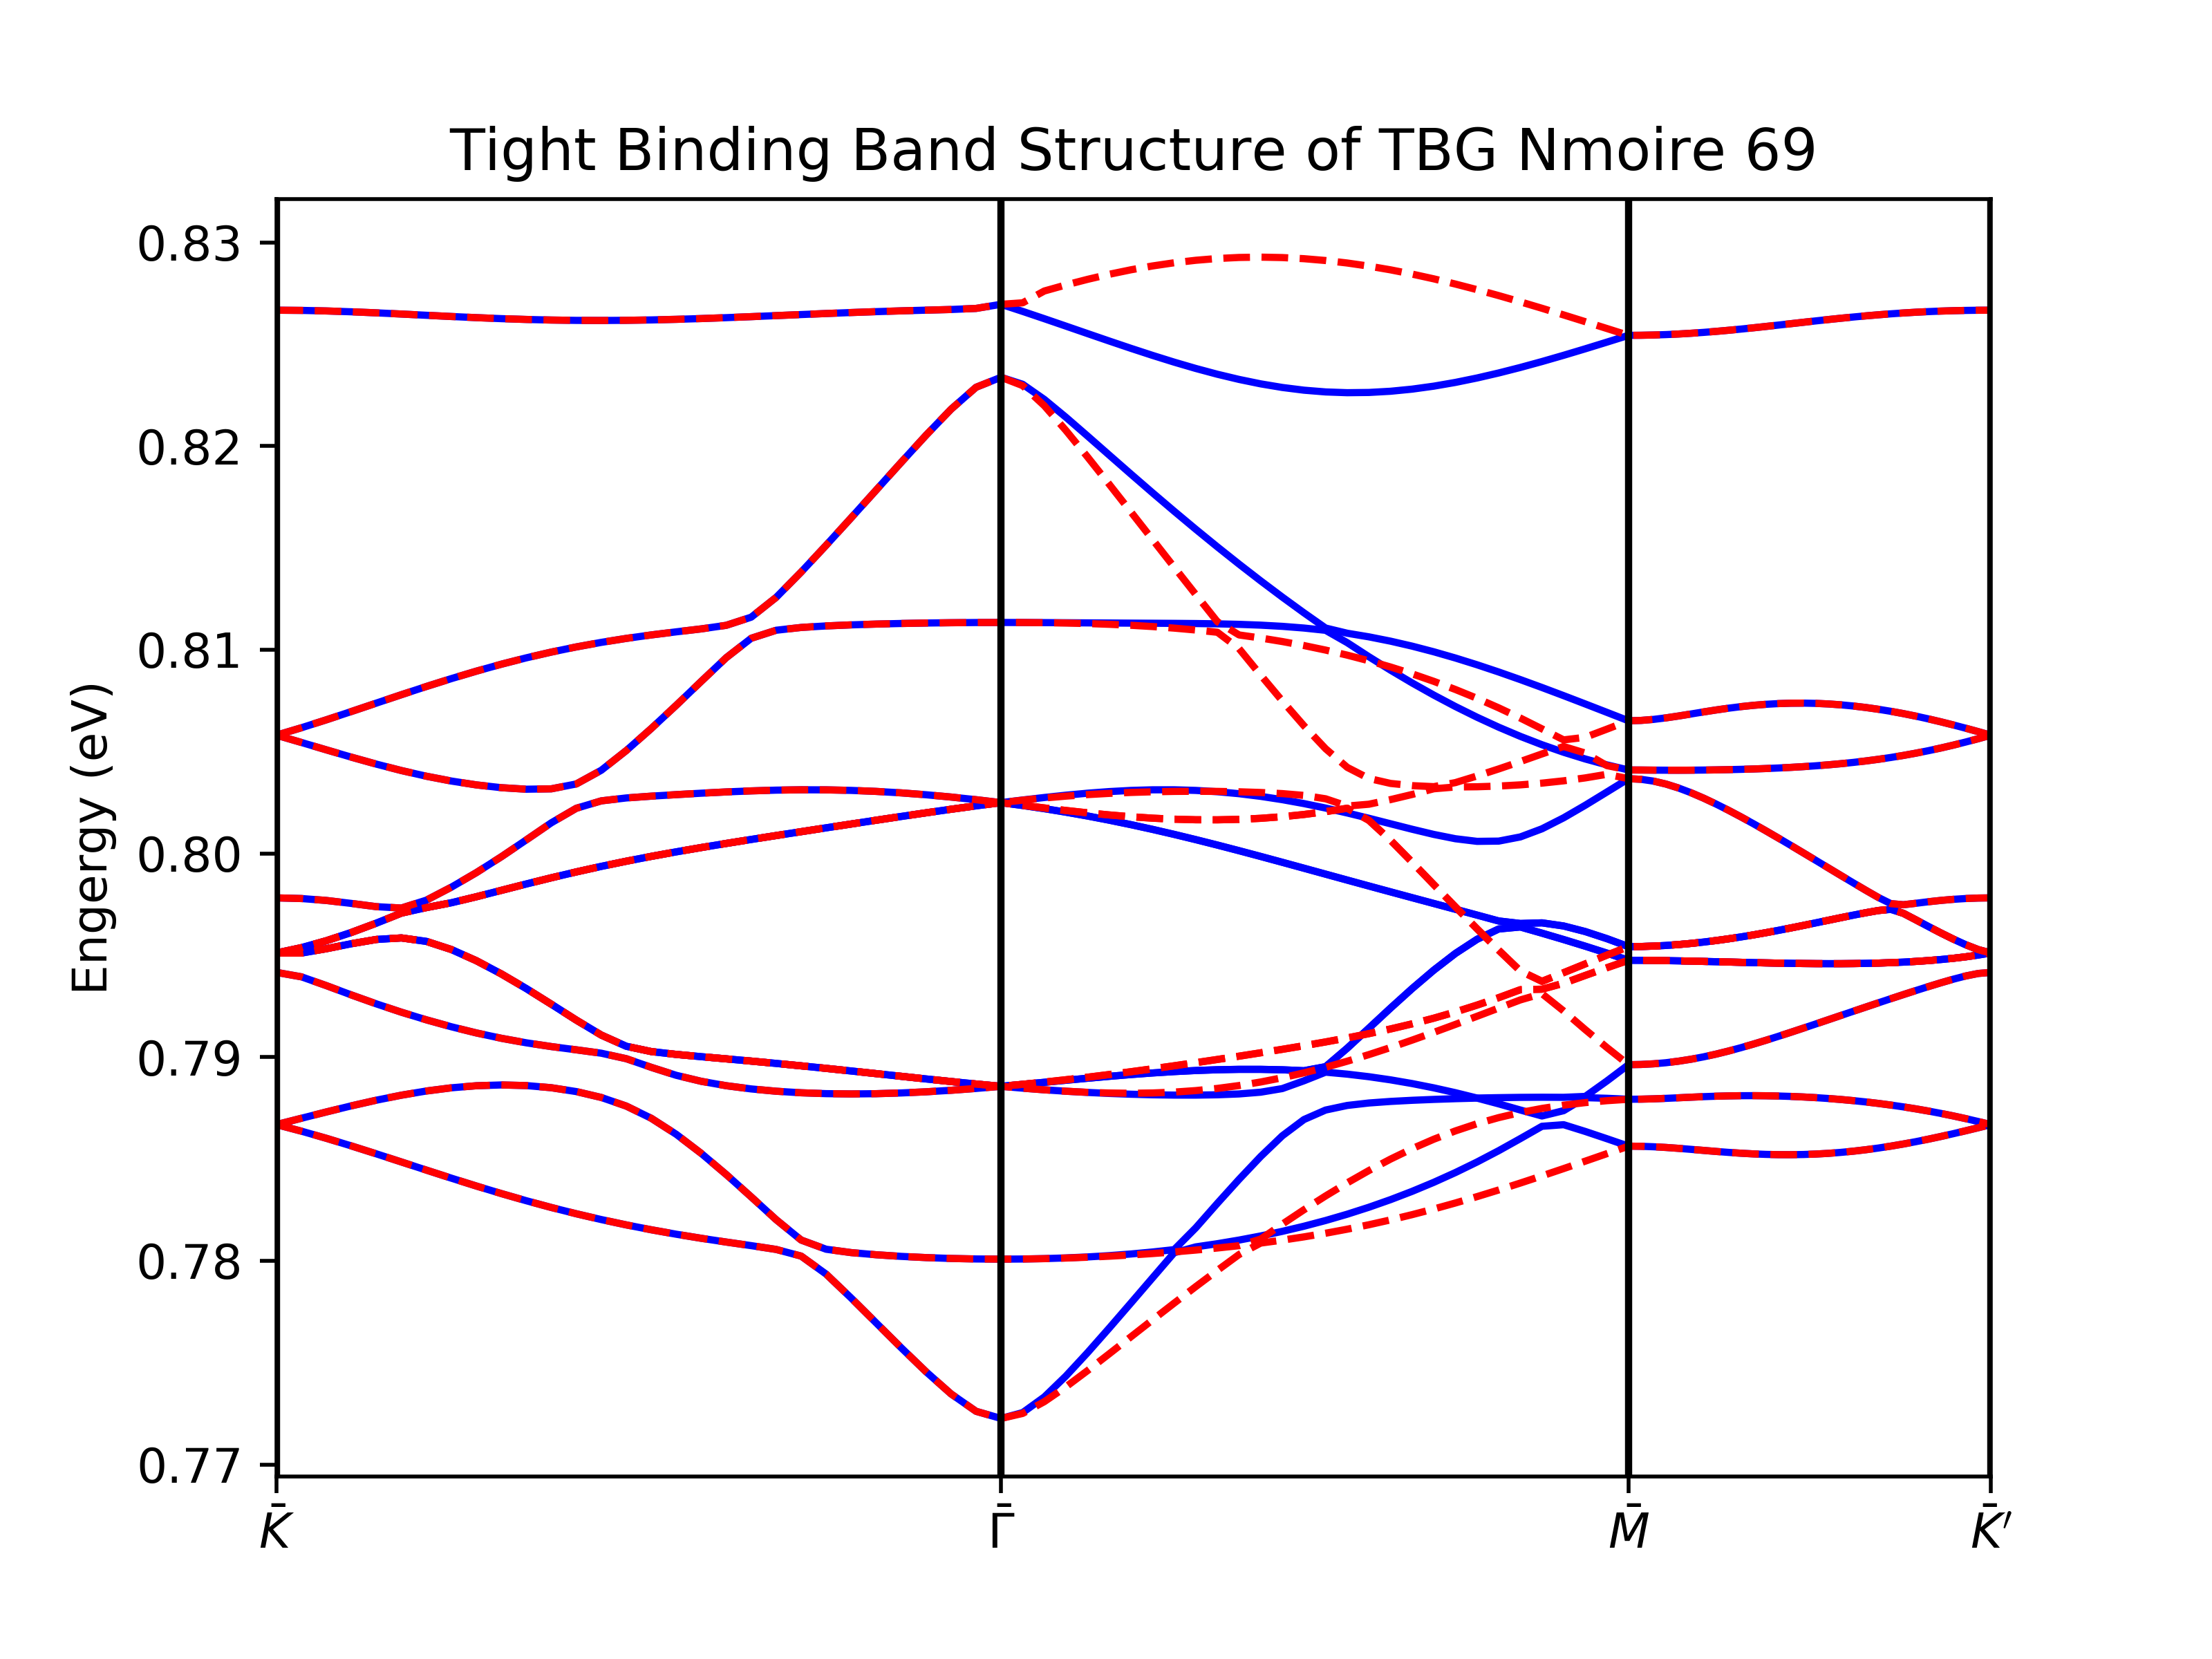 Tight Binding Band Structure of TBG Nmoire 69
Engergy (eV)
0.83
0.82
0.81
0.80
0.79
0.78
0.77
K̄ Γ̄ M̄ K̄′